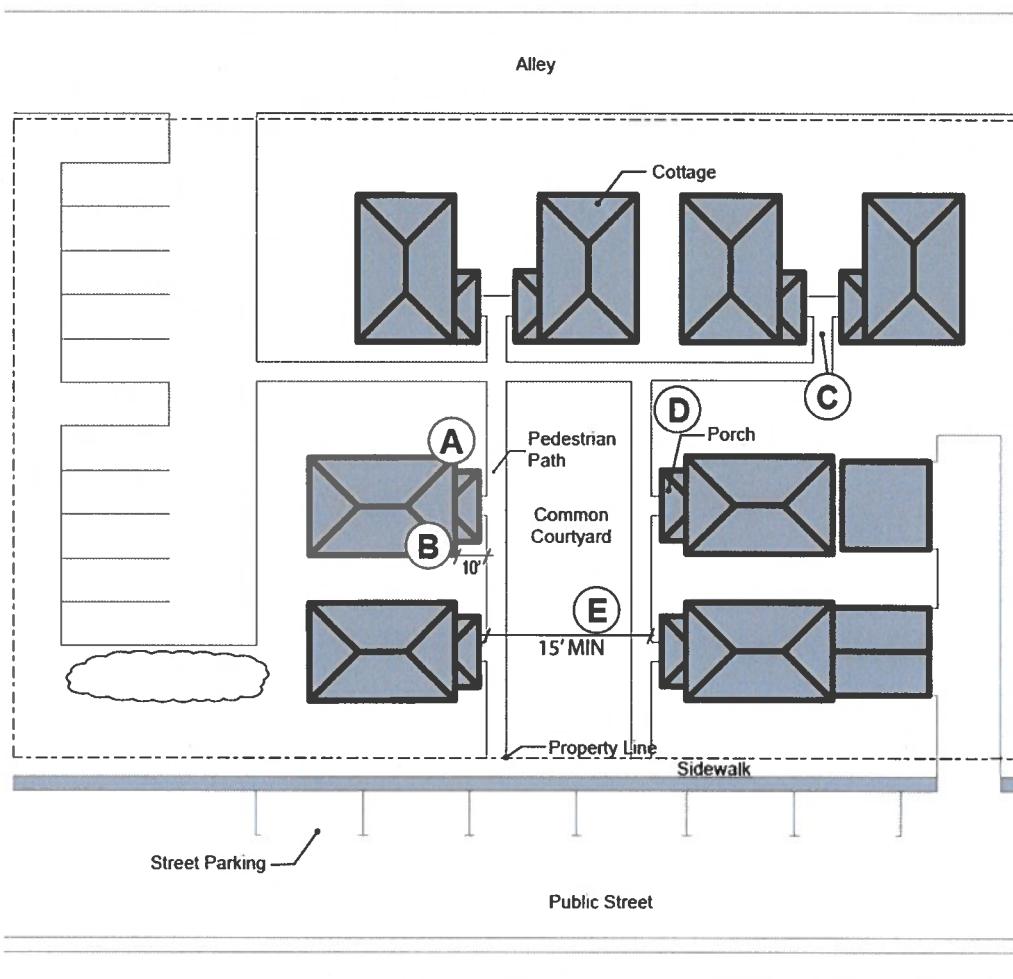 Alley
Cottage
C
D
A
Pedestrian
Path
Porch
Common
Courtyard
B
10'
E
15' MIN
Property Line
Sidewalk
Street Parking
Public Street